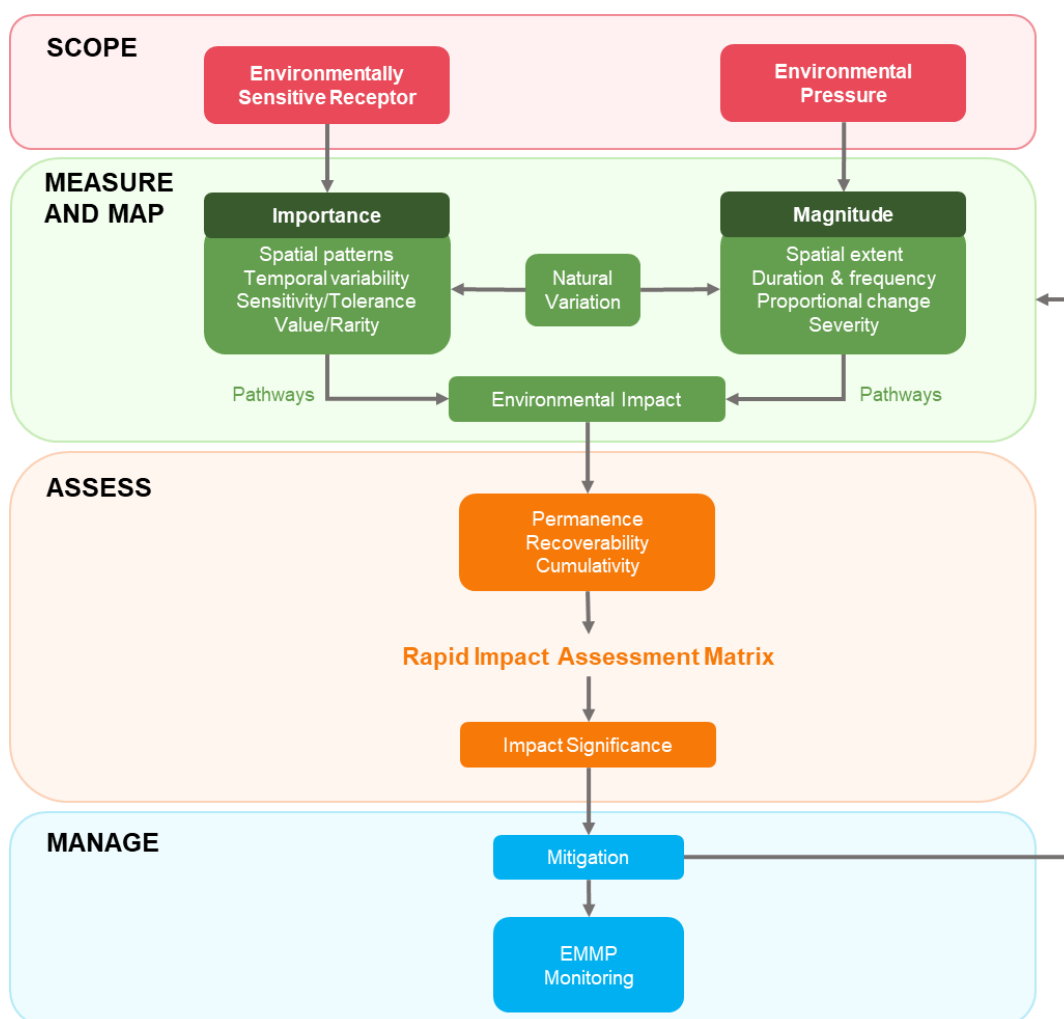 SCOPE
Environmentally
Sensitive Receptor
Environmental
Pressure
MEASURE
AND MAP
Importance
Spatial patterns
Temporal variability
Sensitivity/Tolerance
Value/Rarity
Natural
Variation
Magnitude
Spatial extent
Duration & frequency
Proportional change
Severity
Pathways
Environmental Impact
Pathways
ASSESS
Permanence
Recoverability
Cumulativity
Rapid Impact Assessment Matrix
Impact Significance
MANAGE
Mitigation
EMMP
Monitoring